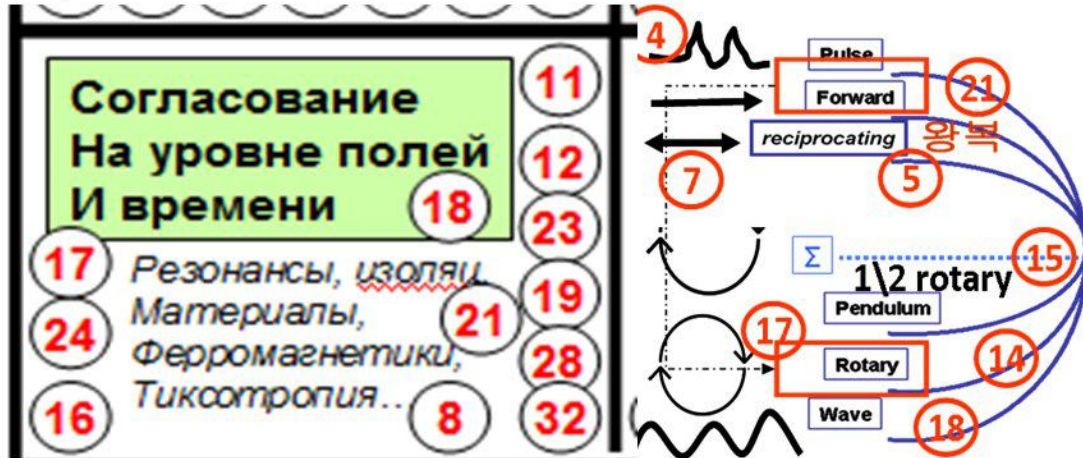 Согласование
На уровне полей
И времени
18
11
12
23
19
28
32
17
24
16
Резонансы, изоляц..
Материалы,
21
Ферромагнетики,
Тиксотропия...
8
4
Pulse
Forward
21
reciprocating
왕복
7
5
Σ
15
1\2 rotary
Pendulum
17
Rotary
14
Wave
18